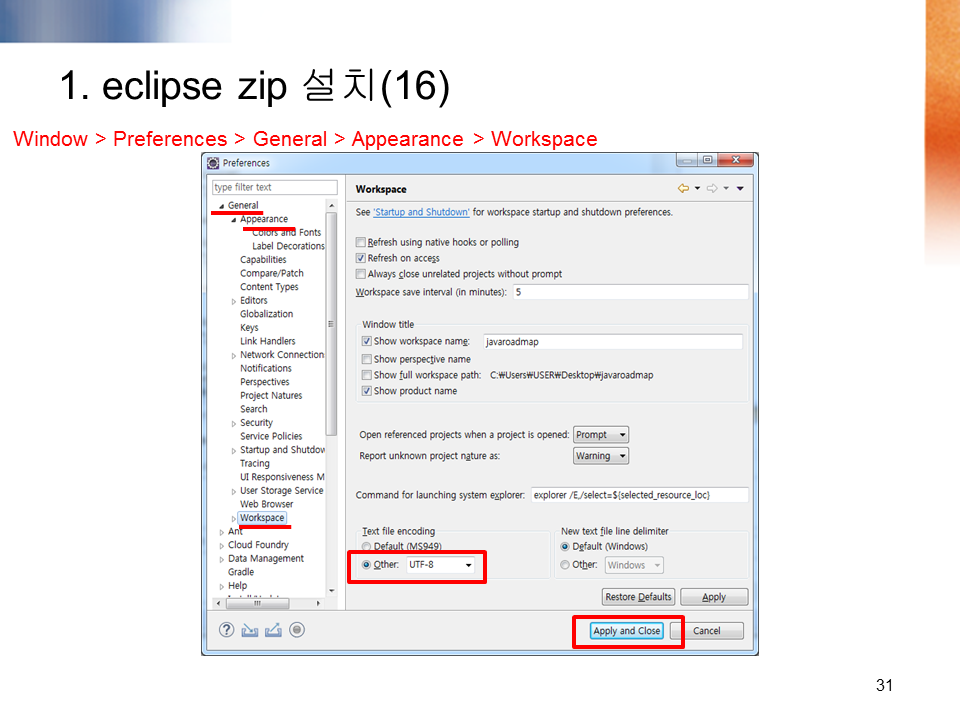 1. eclipse zip 설치(16)
Window > Preferences > General > Appearance > Workspace
Preferences
type filter text
General
Appearance
Colors and Fonts
Label Decorations
Capabilities
Compare/Patch
Content Types
Editors
Globalization
Keys
Link Handlers
Network Connection
Notifications
Perspectives
Project Natures
Search
Security
Service Policies
Startup and Shutdow
Tracing
UI Responsiveness M
User Storage Service
Web Browser
Workspace
Ant
Cloud Foundry
Data Management
Gradle
Help
Workspace
See 'Startup and Shutdown' for workspace startup and shutdown preferences.
Refresh using native hooks or polling
Refresh on access
Always close unrelated projects without prompt
Workspace save interval (in minutes): 5
Window title
Show workspace name: javaroadmap
Show perspective name
Show full workspace path: C:₩Users₩USER₩Desktop₩javaroadmap
Show product name
Open referenced projects when a project is opened: Prompt
Report unknown project nature as: Warning
Command for launching system explorer: explorer /E,/select=${selected_resource_loc}
Text file encoding
Default (MS949)
Other: UTF-8
New text file line delimiter
Default (Windows)
Other: Windows
Restore Defaults Apply
Apply and Close Cancel
31